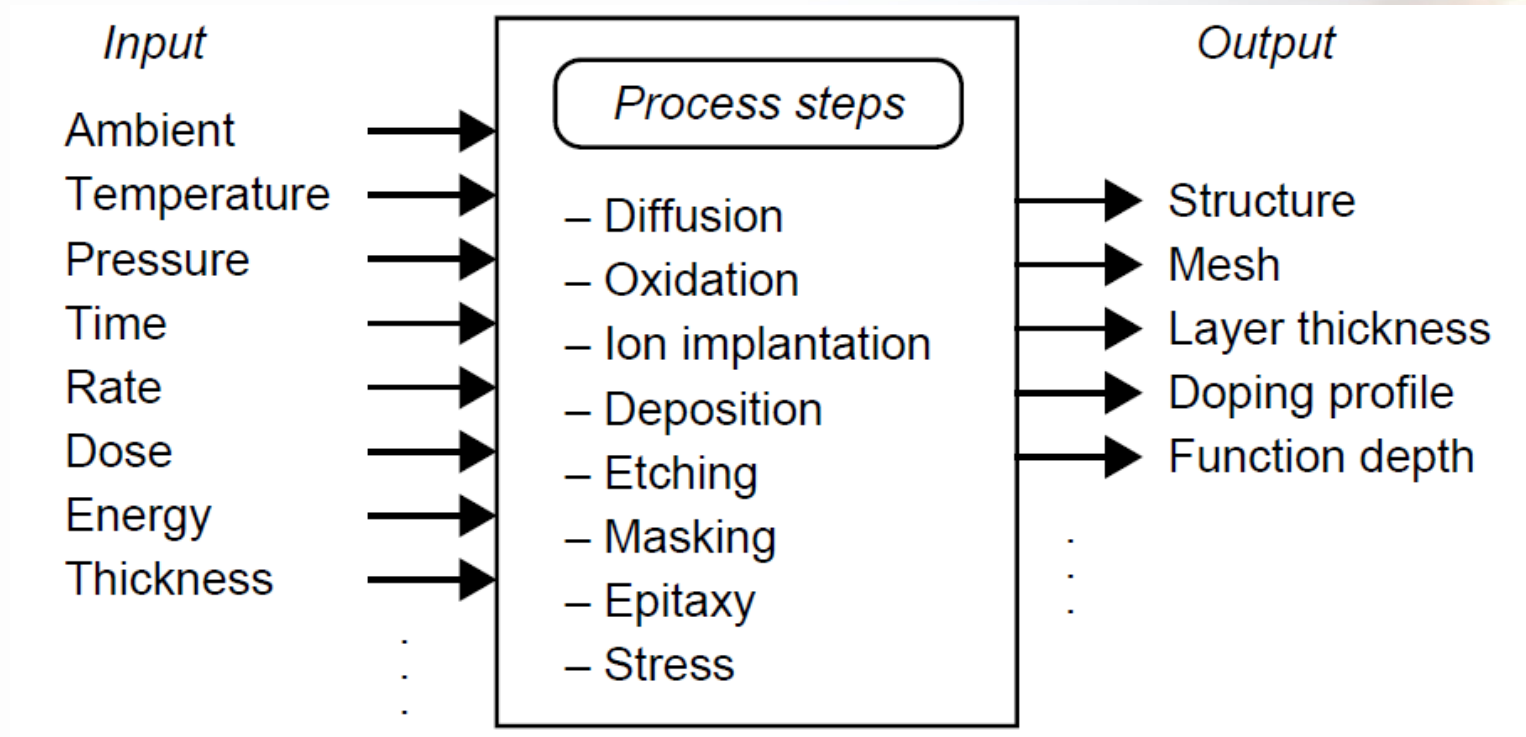 Input
Ambient
Temperature
Pressure
Time
Rate
Dose
Energy
Thickness
.
.
.
Process steps
– Diffusion
– Oxidation
– Ion implantation
– Deposition
– Etching
– Masking
– Epitaxy
– Stress
Output
Structure
Mesh
Layer thickness
Doping profile
Function depth
.
.
.